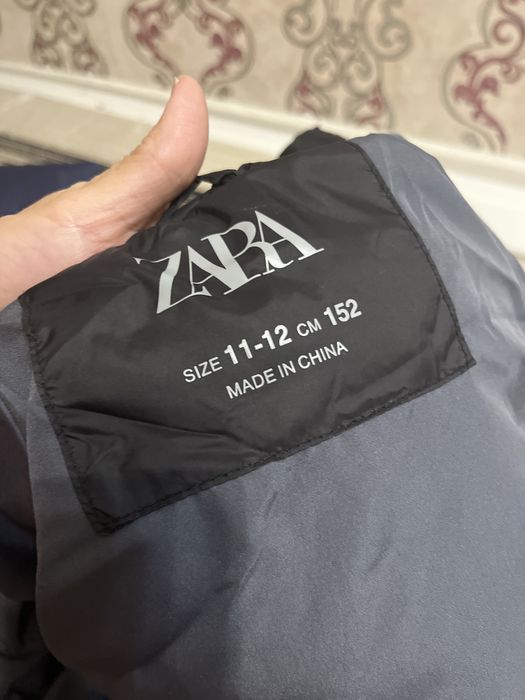 ZARA
SIZE 11-12 CM 152
MADE IN CHINA